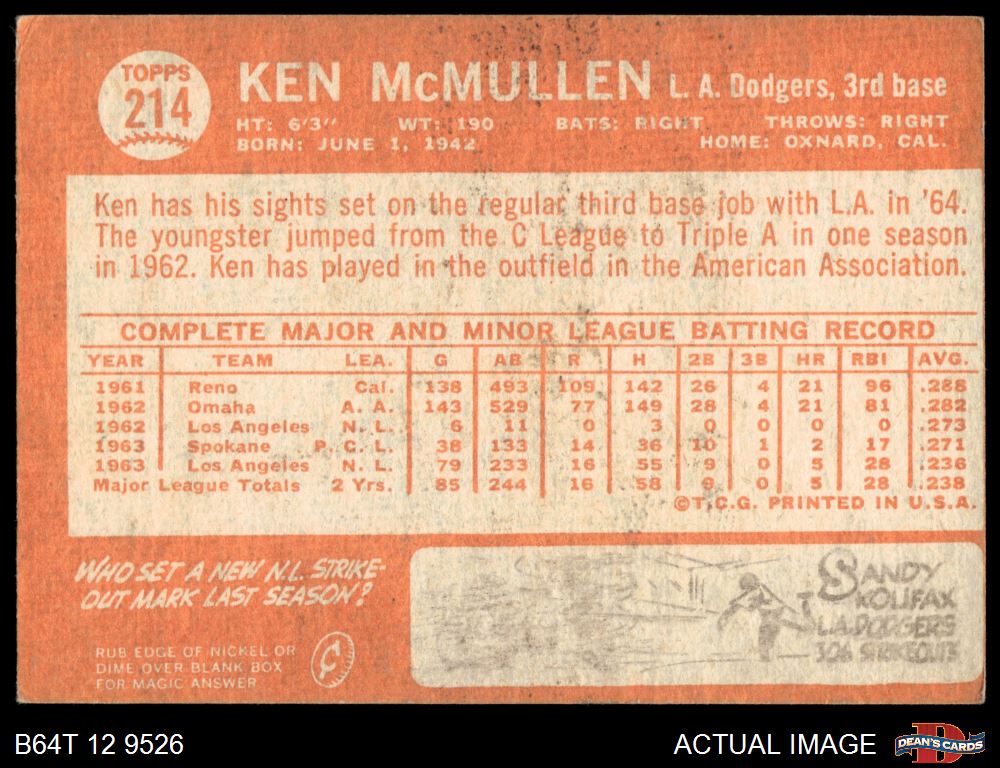 TOPPS
214
KEN McMULLEN L. A. Dodgers, 3rd base
HT: 6'3" WT: 190 BATS: RIGHT THROWS: RIGHT
BORN: JUNE 1, 1942 HOME: OXNARD, CAL.
Ken has his sights set on the regular third base job with L.A. in '64.
The youngster jumped from the C League to Triple A in one season
in 1962. Ken has played in the outfield in the American Association.
COMPLETE MAJOR AND MINOR LEAGUE BATTING RECORD
YEAR TEAM LEA. G AB R H 2B 3B HR RBI AVG.
1961 Reno Cal. 138 493 109 142 26 4 21 96 .288
1962 Omaha A. A. 143 529 77 149 28 4 21 81 .282
1962 Los Angeles N. L. 6 11 0 3 0 0 0 0 .273
1963 Spokane P. C. L. 38 133 14 36 10 1 2 17 .271
1963 Los Angeles N. L. 79 233 16 55 9 0 5 28 .236
Major League Totals 2 Yrs. 85 244 16 58 9 0 5 28 .238
©T.C.G. PRINTED IN U.S.A.
WHO SET A NEW N.L. STRIKE-
OUT MARK LAST SEASON?
RUB EDGE OF NICKEL OR
DIME OVER BLANK BOX
FOR MAGIC ANSWER
SANDY
KOUFAX
L.A. DODGERS
306 STRIKEOUTS
B64T 12 9526
ACTUAL IMAGE
DEAN'S CARDS